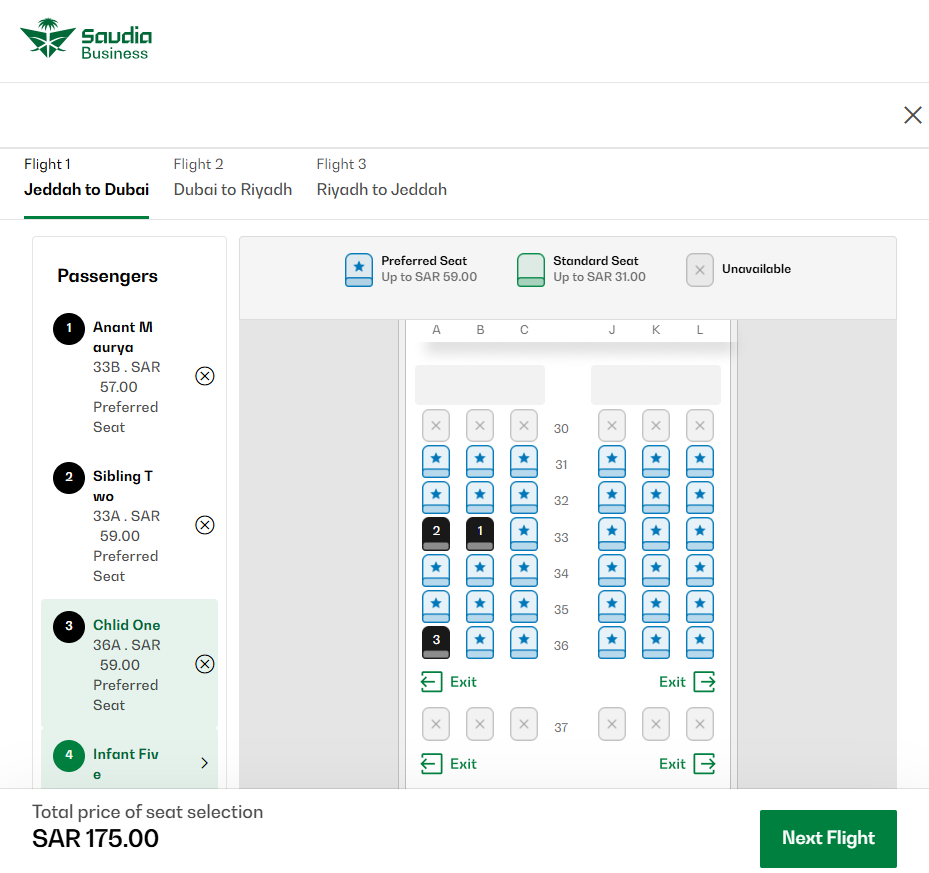 Saudia
Business
Flight 1
Jeddah to Dubai
Flight 2
Dubai to Riyadh
Flight 3
Riyadh to Jeddah
Passengers
1
Anant M
aurya
33B . SAR
57.00
Preferred
Seat
2
Sibling T
wo
33A . SAR
59.00
Preferred
Seat
3
Chlid One
36A . SAR
59.00
Preferred
Seat
4
Infant Fiv
e
Preferred Seat
Up to SAR 59.00
Standard Seat
Up to SAR 31.00
Unavailable
A B C J K L
30
31
32
2 1 33
34
35
3 36
Exit Exit
37
Exit Exit
Total price of seat selection
SAR 175.00
Next Flight